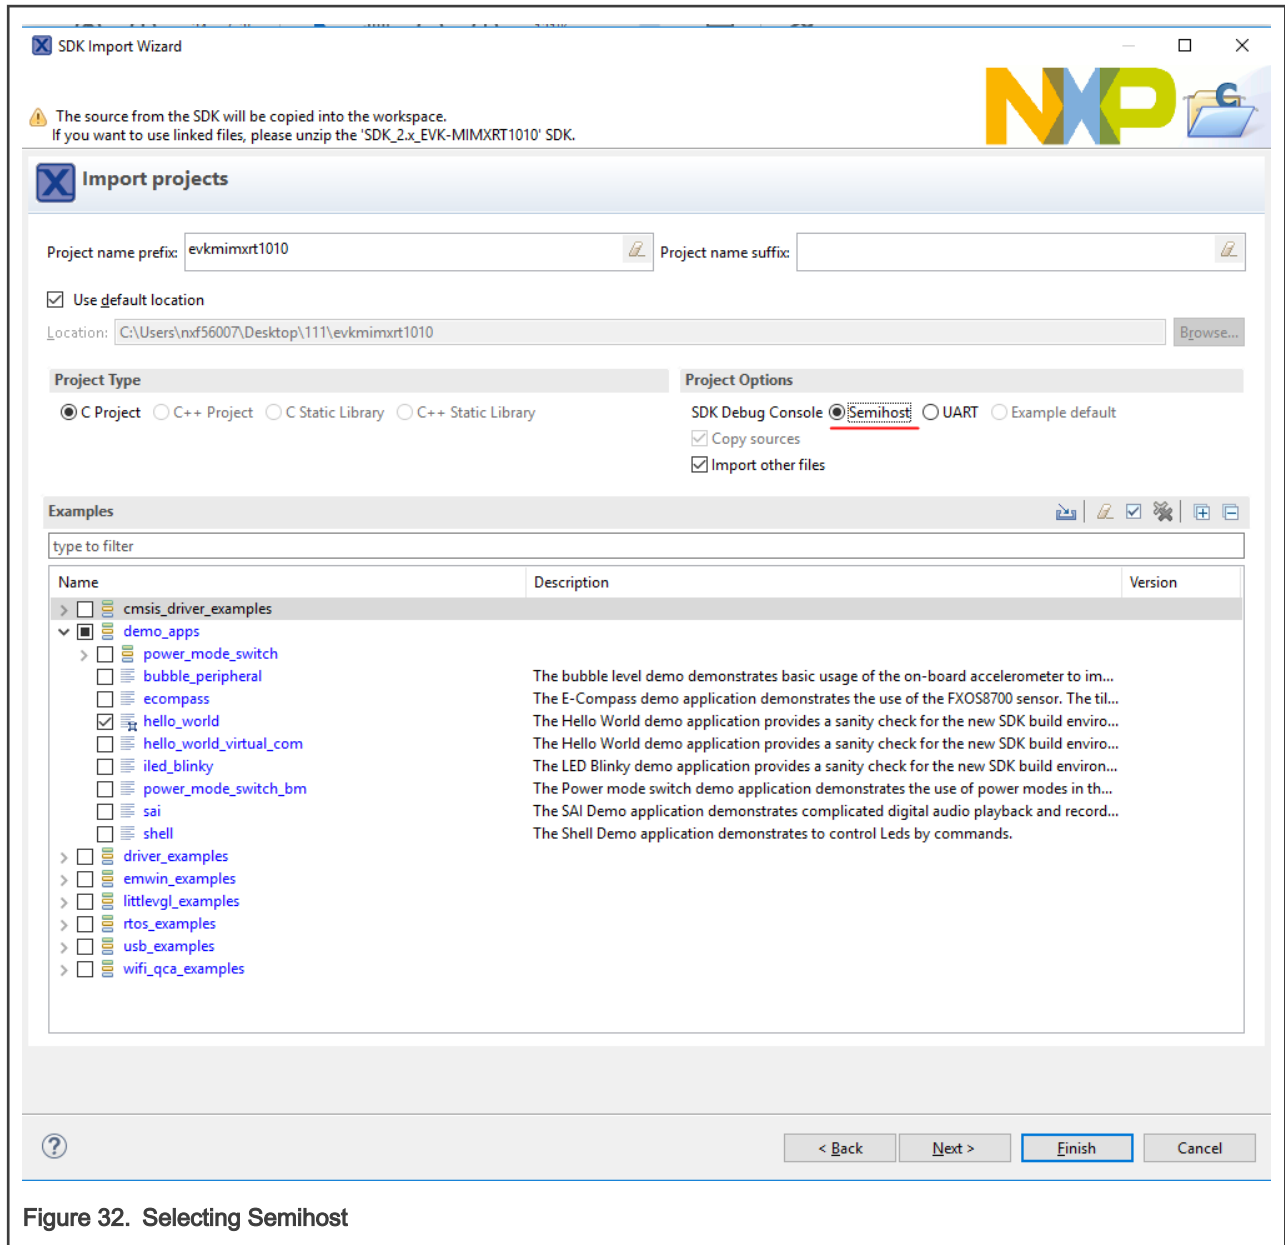 SDK Import Wizard
NXP
C
The source from the SDK will be copied into the workspace.
If you want to use linked files, please unzip the 'SDK_2.x_EVK-MIMXRT1010' SDK.
Import projects
Project name prefix: evkmimxrt1010 Project name suffix:
Use default location
Location: C:\Users\nxf56007\Desktop\111\evkmimxrt1010 Browse...
Project Type Project Options
C Project C++ Project C Static Library C++ Static Library SDK Debug Console Semihost UART Example default
Copy sources
Import other files
Examples
type to filter
Name Description Version
cmsis_driver_examples
demo_apps
power_mode_switch
bubble_peripheral The bubble level demo demonstrates basic usage of the on-board accelerometer to im...
ecompass The E-Compass demo application demonstrates the use of the FXOS8700 sensor. The til...
hello_world The Hello World demo application provides a sanity check for the new SDK build enviro...
hello_world_virtual_com The Hello World demo application provides a sanity check for the new SDK build enviro...
iled_blinky The LED Blinky demo application provides a sanity check for the new SDK build environ...
power_mode_switch_bm The Power mode switch demo application demonstrates the use of power modes in th...
sai The SAI Demo application demonstrates complicated digital audio playback and record...
shell The Shell Demo application demonstrates to control Leds by commands.
driver_examples
emwin_examples
littlevgl_examples
rtos_examples
usb_examples
wifi_qca_examples
< Back Next > Finish Cancel
Figure 32. Selecting Semihost